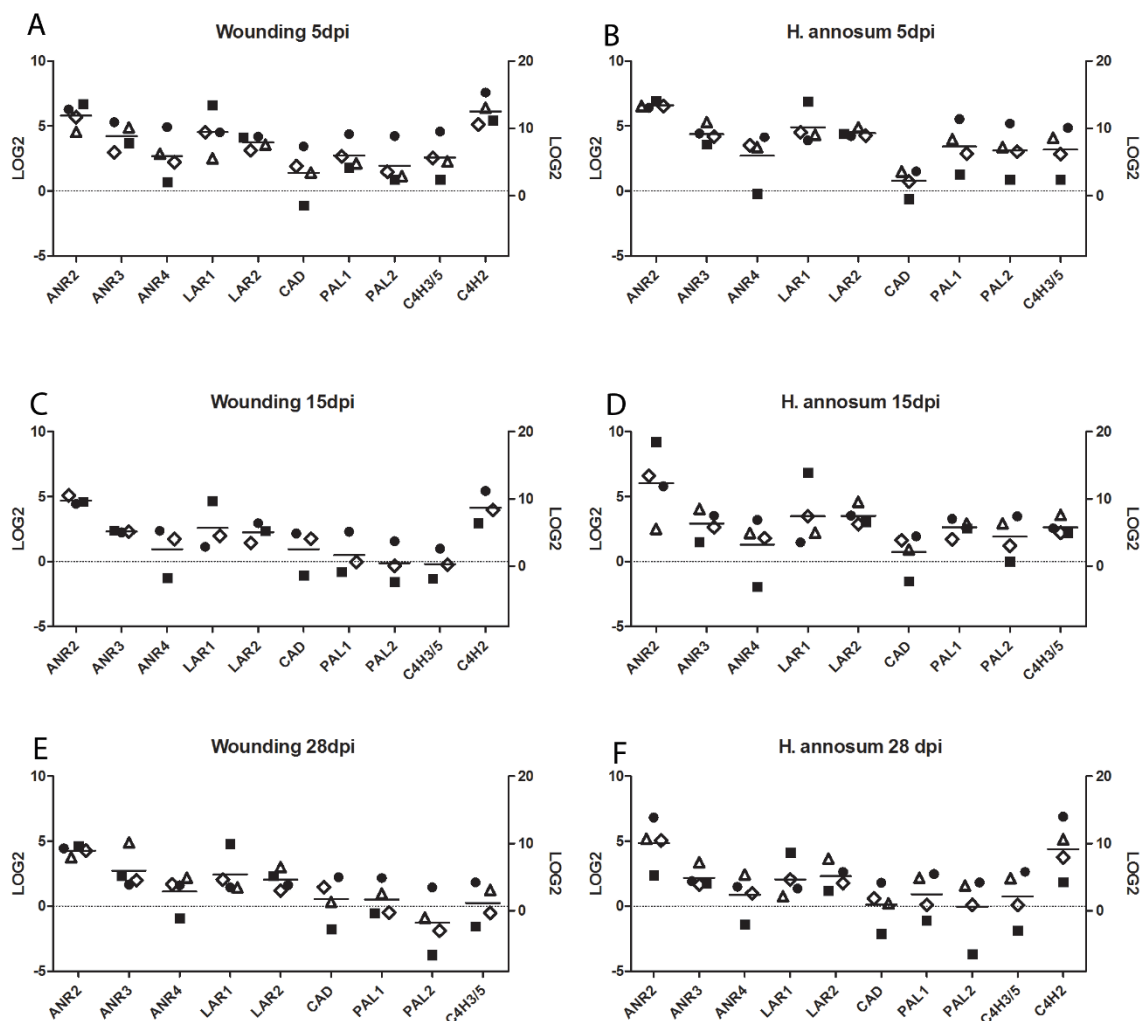 A
Wounding 5dpi
10
5
0
-5
LOG2
20
10
0
LOG2
ANR2
ANR3
ANR4
LAR1
LAR2
CAD
PAL1
PAL2
C4H3/5
C4H2
B
H. annosum 5dpi
10
5
0
-5
LOG2
20
10
0
LOG2
ANR2
ANR3
ANR4
LAR1
LAR2
CAD
PAL1
PAL2
C4H3/5
C
Wounding 15dpi
10
5
0
-5
LOG2
20
10
0
LOG2
ANR2
ANR3
ANR4
LAR1
LAR2
CAD
PAL1
PAL2
C4H3/5
C4H2
D
H. annosum 15dpi
10
5
0
-5
LOG2
20
10
0
LOG2
ANR2
ANR3
ANR4
LAR1
LAR2
CAD
PAL1
PAL2
C4H3/5
E
Wounding 28dpi
10
5
0
-5
LOG2
20
10
0
LOG2
ANR2
ANR3
ANR4
LAR1
LAR2
CAD
PAL1
PAL2
C4H3/5
F
H. annosum 28 dpi
10
5
0
-5
LOG2
20
10
0
LOG2
ANR2
ANR3
ANR4
LAR1
LAR2
CAD
PAL1
PAL2
C4H3/5
C4H2